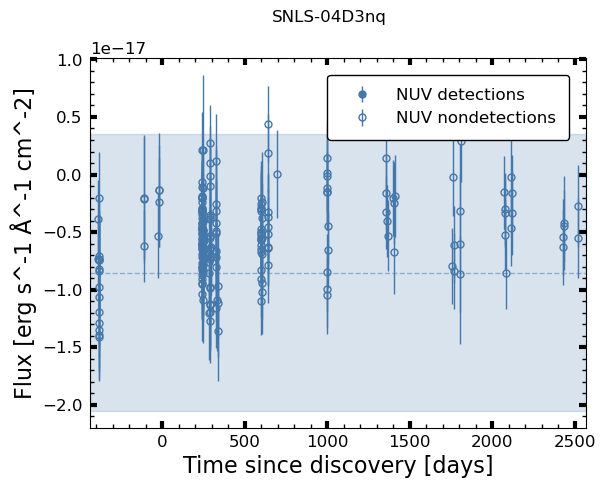 SNLS-04D3nq
1e−17
NUV detections
NUV nondetections
1.0
0.5
0.0
−0.5
−1.0
−1.5
−2.0
Flux [erg s^-1 Å^-1 cm^-2]
0
500
1000
1500
2000
2500
Time since discovery [days]